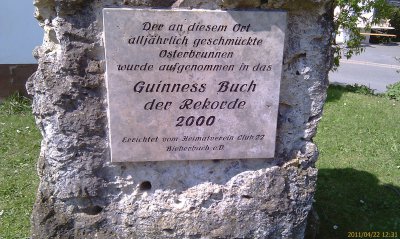 Der an diesem Ort
alljährlich geschmückte
Osterbrunnen
wurde aufgenommen in das
Guinness Buch
der Rekorde
2000
Errichtet vom Heimatverein Club 22
Bieberbach e.V.
2011/04/22 12:31